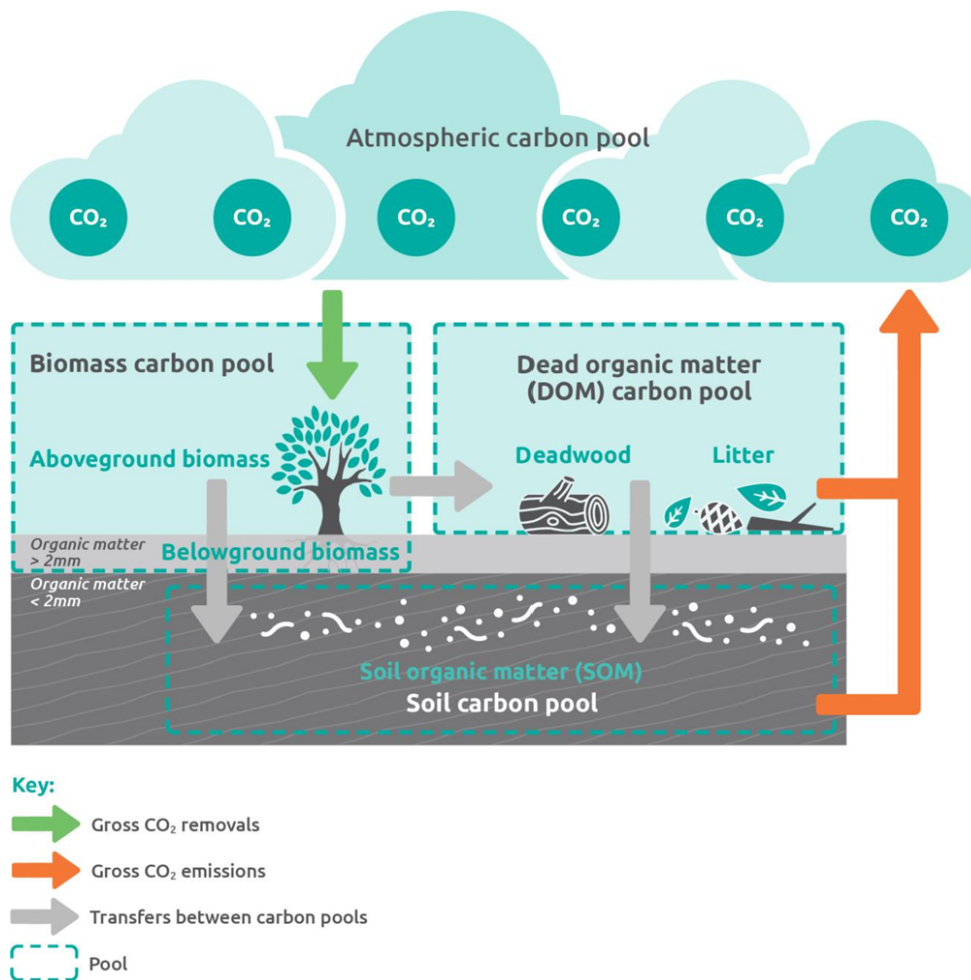 Atmospheric carbon pool
CO₂ CO₂ CO₂ CO₂ CO₂ CO₂
Biomass carbon pool
Aboveground biomass
Organic matter
> 2mm
Belowground biomass
Dead organic matter
(DOM) carbon pool
Deadwood
Litter
Organic matter
< 2mm
Soil organic matter (SOM)
Soil carbon pool
Key:
Gross CO₂ removals
Gross CO₂ emissions
Transfers between carbon pools
Pool